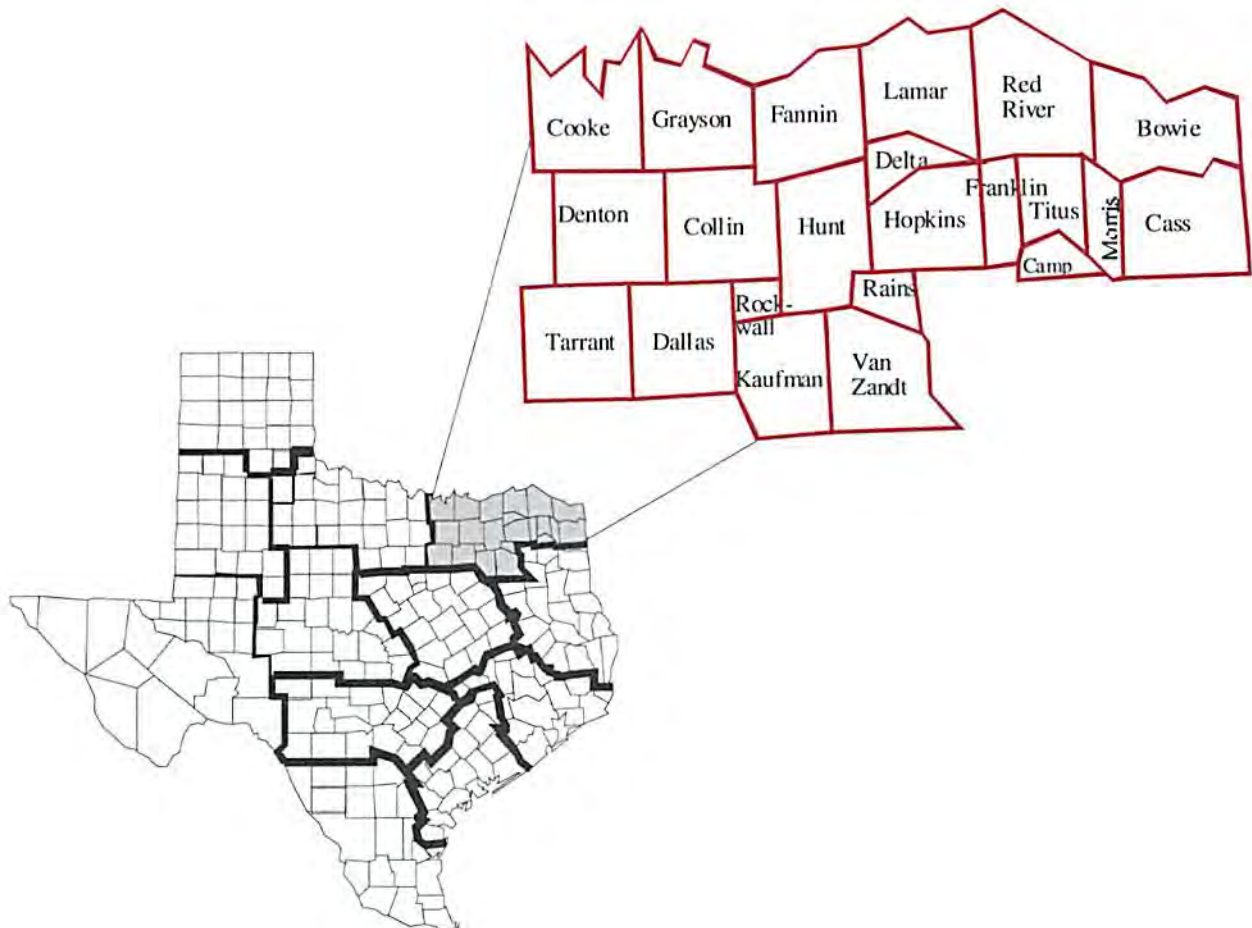 Cooke
Grayson
Fannin
Lamar
Red
River
Bowie
Delta
Denton
Collin
Hunt
Hopkins
Franklin
Titus
Morris
Cass
Camp
Tarrant
Dallas
Rock-
wall
Rains
Kaufman
Van
Zandt